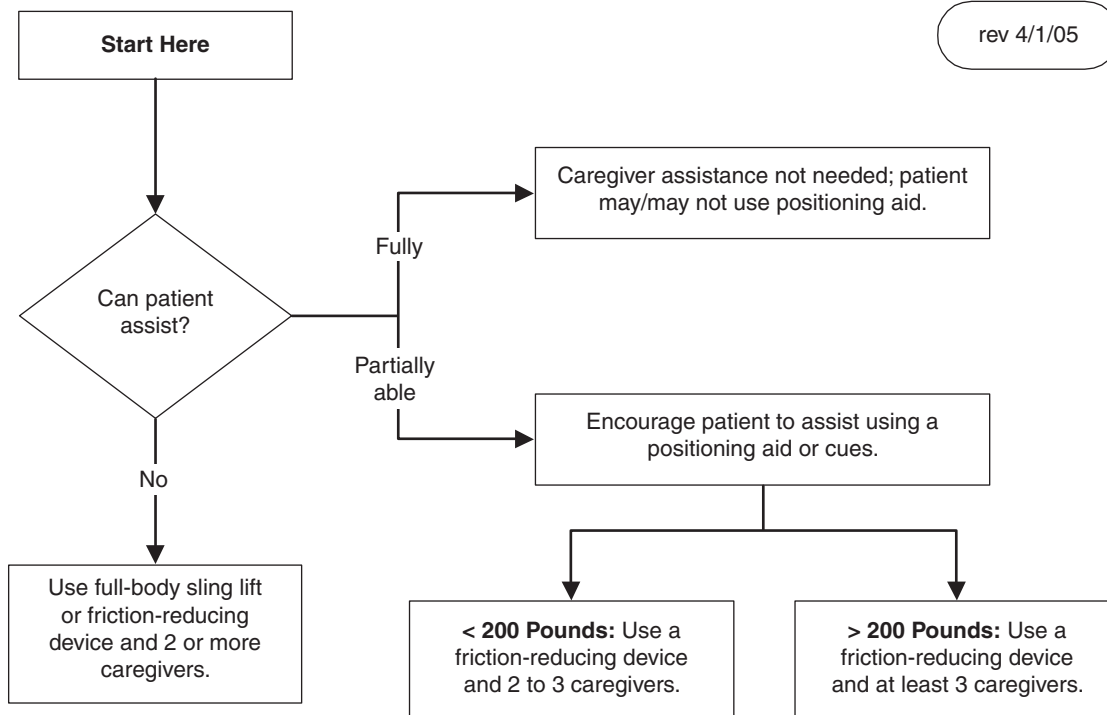 Start Here
rev 4/1/05
Caregiver assistance not needed; patient
may/may not use positioning aid.
Fully
Can patient
assist?
Partially
able
Encourage patient to assist using a
positioning aid or cues.
No
Use full-body sling lift
or friction-reducing
device and 2 or more
caregivers.
< 200 Pounds: Use a
friction-reducing device
and 2 to 3 caregivers.
> 200 Pounds: Use a
friction-reducing device
and at least 3 caregivers.